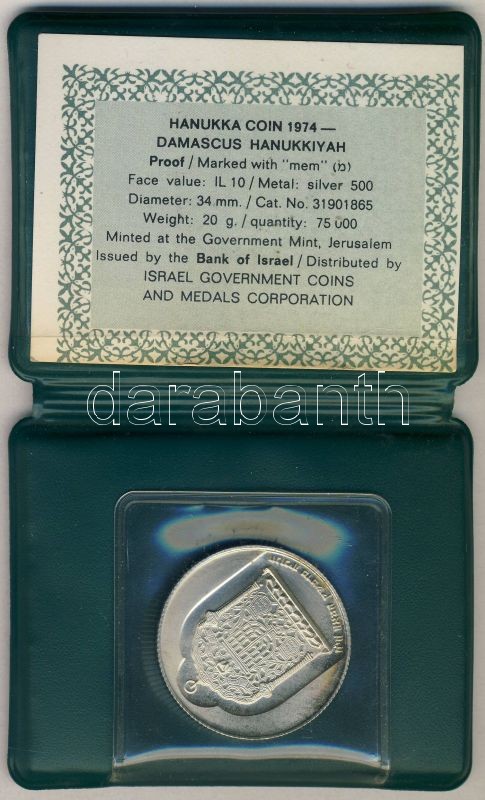 HANUKKA COIN 1974 —
DAMASCUS HANUKKIYAH
Proof / Marked with "mem" (מ)
Face value: IL 10 / Metal: silver 500
Diameter: 34 mm. / Cat. No. 31901865
Weight: 20 g. / quantity: 75 000
Minted at the Government Mint, Jerusalem
Issued by the Bank of Israel / Distributed by
ISRAEL GOVERNMENT COINS
AND MEDALS CORPORATION
darabanth